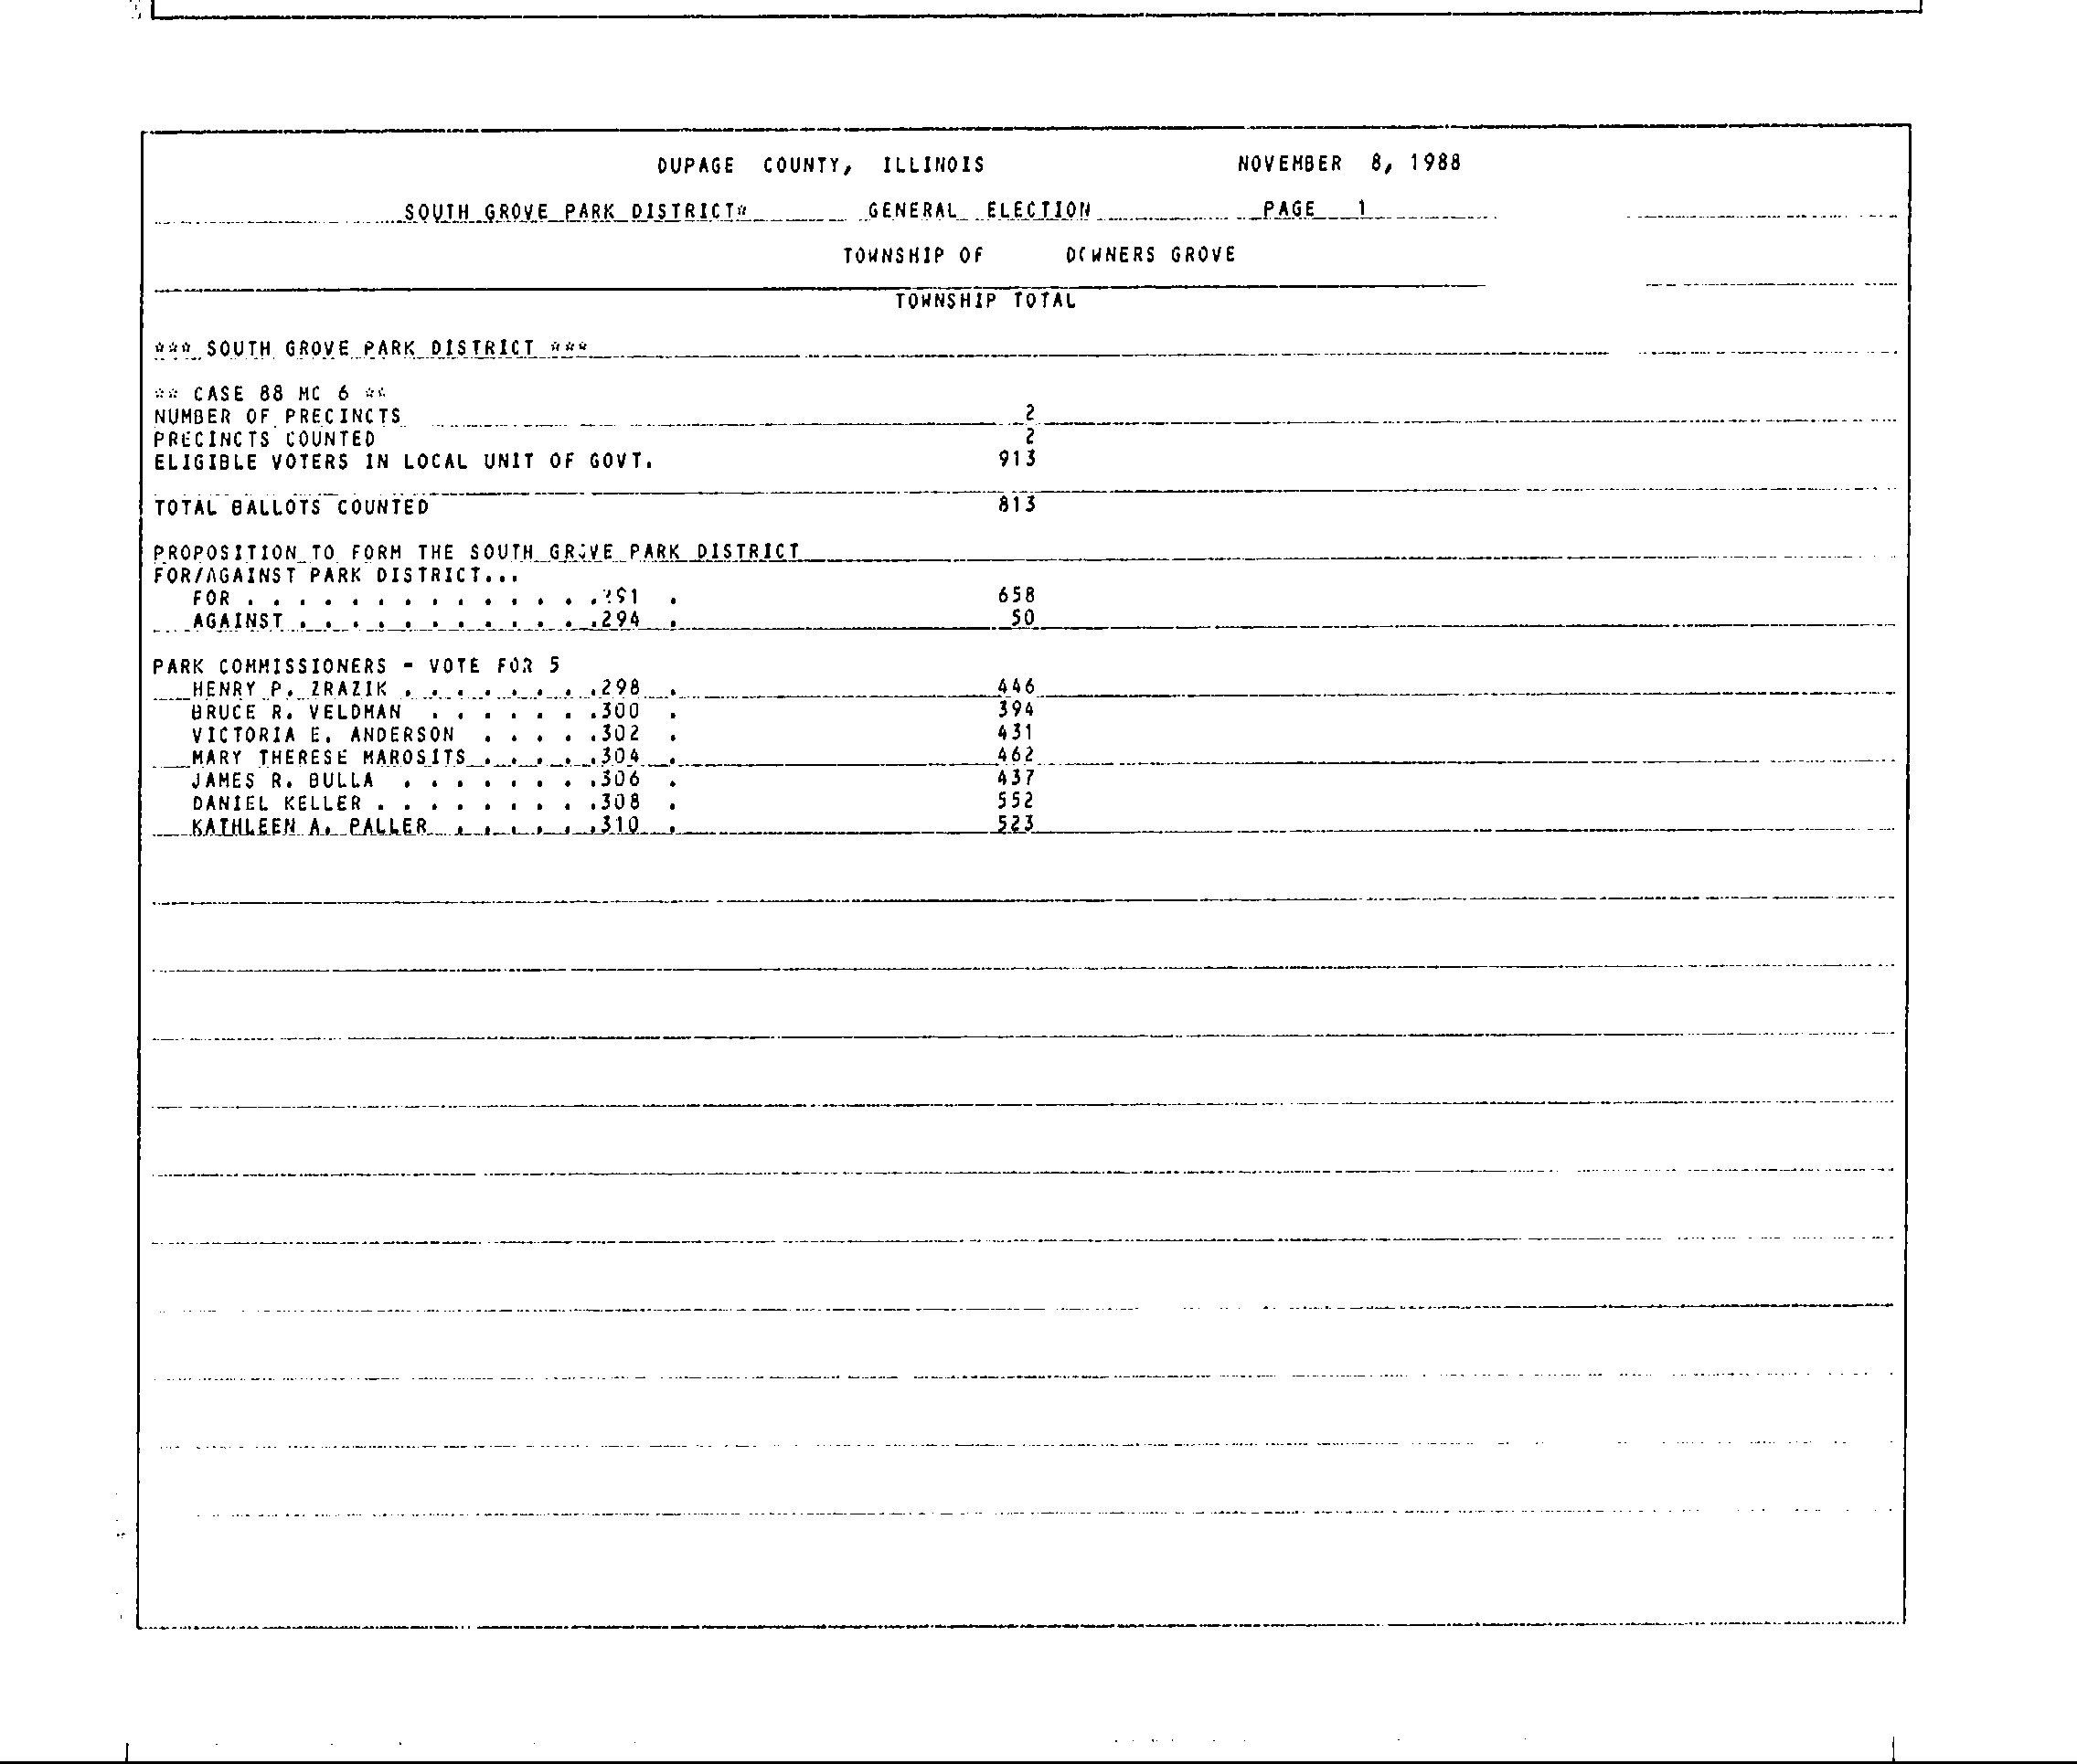 DUPAGE COUNTY, ILLINOIS NOVEMBER 8, 1988
SOUTH GROVE PARK DISTRICT* GENERAL ELECTION PAGE 1
TOWNSHIP OF DOWNERS GROVE
TOWNSHIP TOTAL
*** SOUTH GROVE PARK DISTRICT ***
** CASE 88 MC 6 **
NUMBER OF PRECINCTS 2
PRECINCTS COUNTED 2
ELIGIBLE VOTERS IN LOCAL UNIT OF GOVT. 913
TOTAL BALLOTS COUNTED 813
PROPOSITION TO FORM THE SOUTH GROVE PARK DISTRICT
FOR/AGAINST PARK DISTRICT...
FOR . . . . . . . . . . . . . . . 658
AGAINST . . . . . . . . . . . .294 . 50
PARK COMMISSIONERS - VOTE FOR 5
HENRY P. ZRAZIK . . . . . . . .298 . 446
BRUCE R. VELDMAN . . . . . . .300 . 394
VICTORIA E. ANDERSON . . . . .302 . 431
MARY THERESE MAROSITS . . . . .304 . 462
JAMES R. BULLA . . . . . . . .306 . 437
DANIEL KELLER . . . . . . . . .308 . 552
KATHLEEN A. PALLER . . . . . .310 . 523